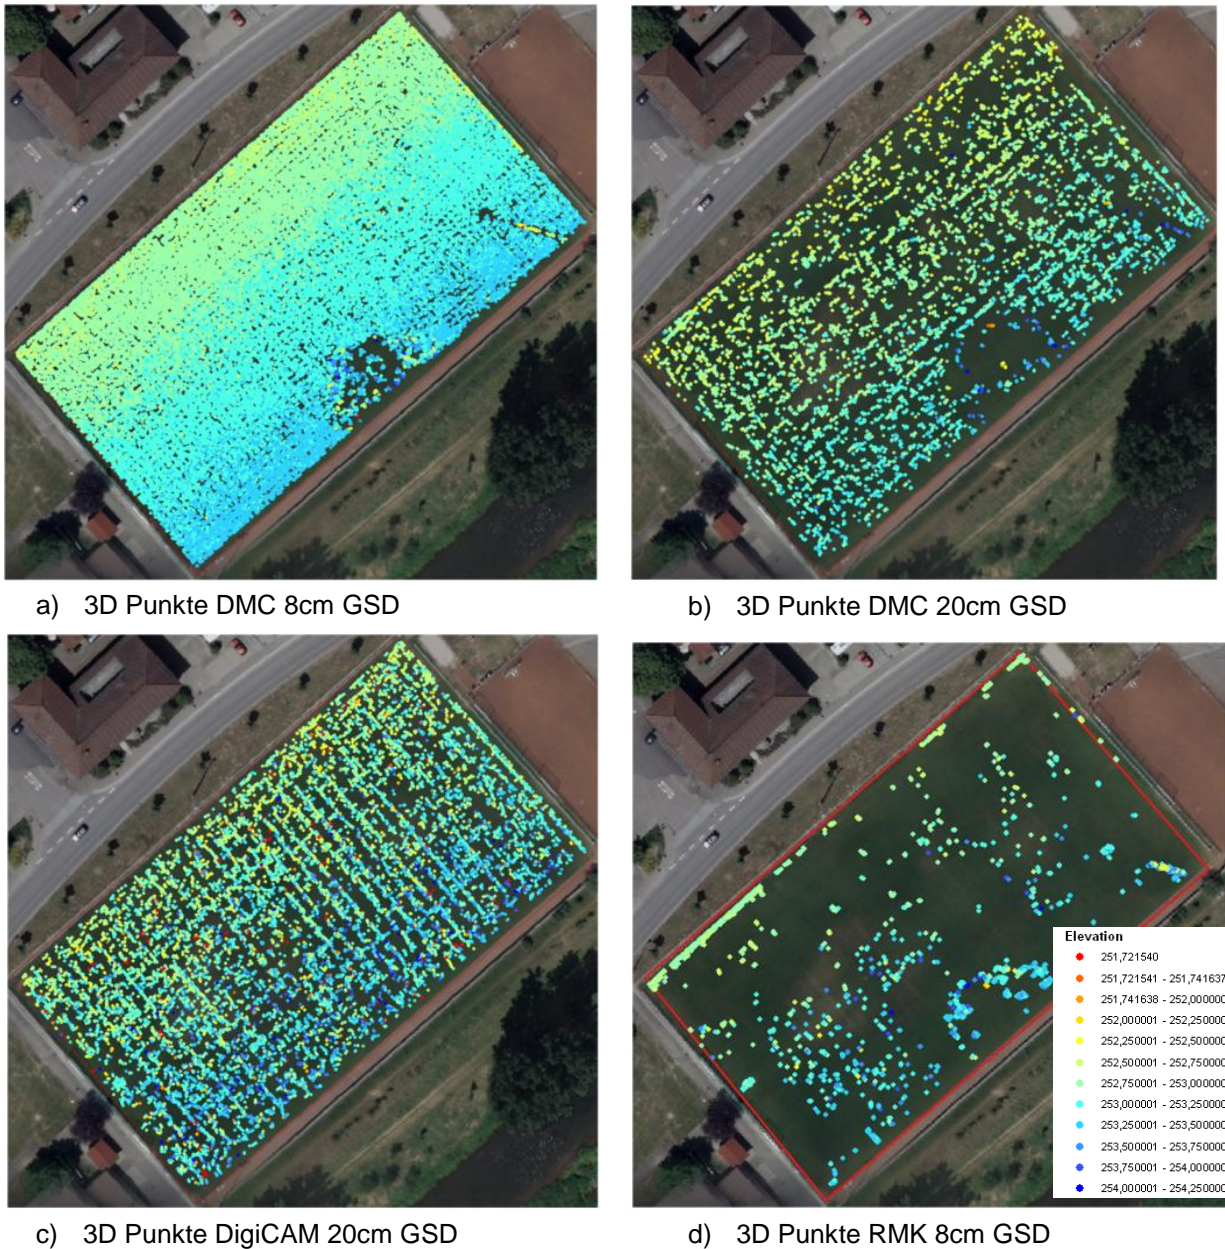 a) 3D Punkte DMC 8cm GSD
b) 3D Punkte DMC 20cm GSD
Elevation
251,721540
251,721541 - 251,741637
251,741638 - 252,000000
252,000001 - 252,250000
252,250001 - 252,500000
252,500001 - 252,750000
252,750001 - 253,000000
253,000001 - 253,250000
253,250001 - 253,500000
253,500001 - 253,750000
253,750001 - 254,000000
254,000001 - 254,250000
c) 3D Punkte DigiCAM 20cm GSD
d) 3D Punkte RMK 8cm GSD